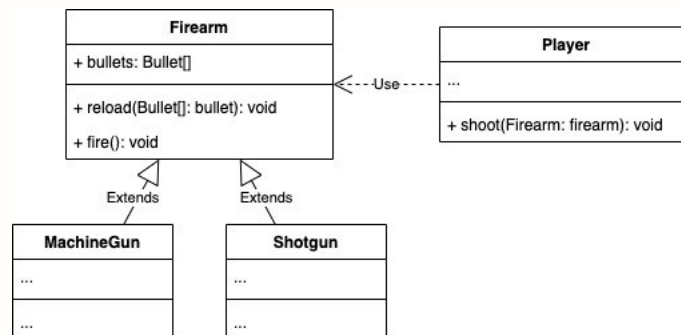 Firearm
+ bullets: Bullet[]
+ reload(Bullet[]: bullet): void
+ fire(): void
Use
Player
...
+ shoot(Firearm: firearm): void
Extends
Extends
MachineGun
...
...
Shotgun
...
...